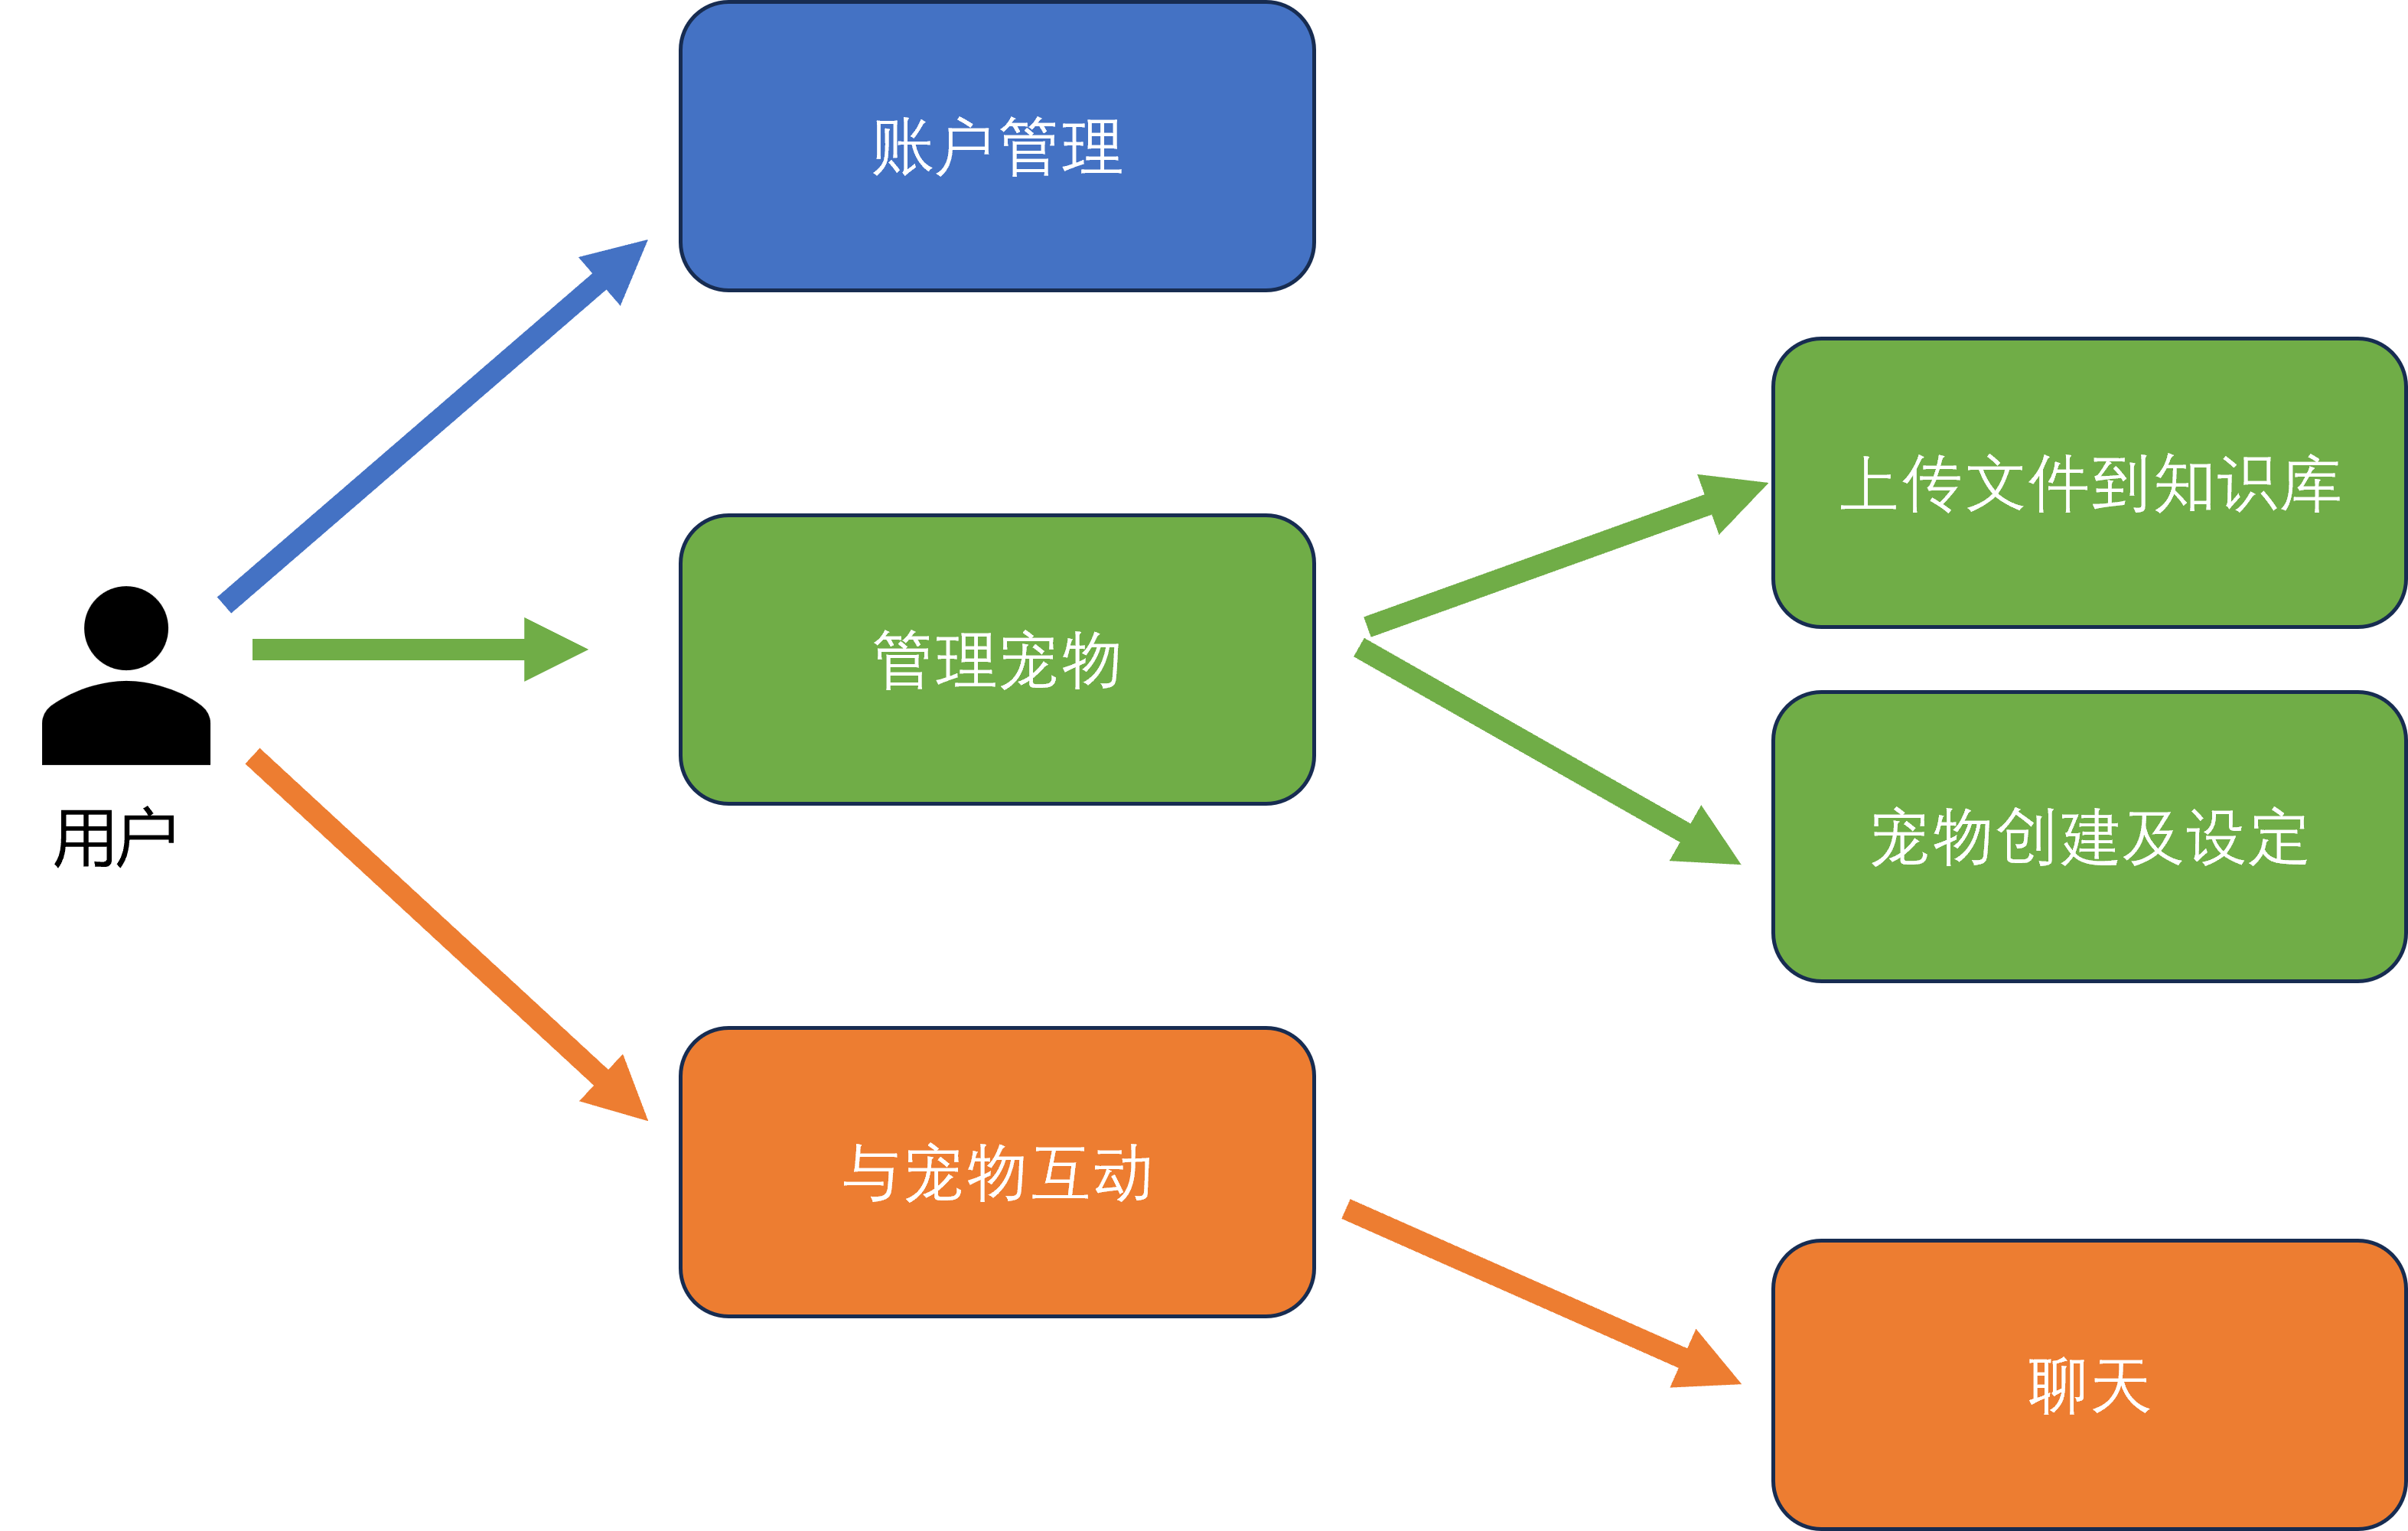 账户管理
上传文件到知识库
管理宠物
用户
宠物创建及设定
与宠物互动
聊天